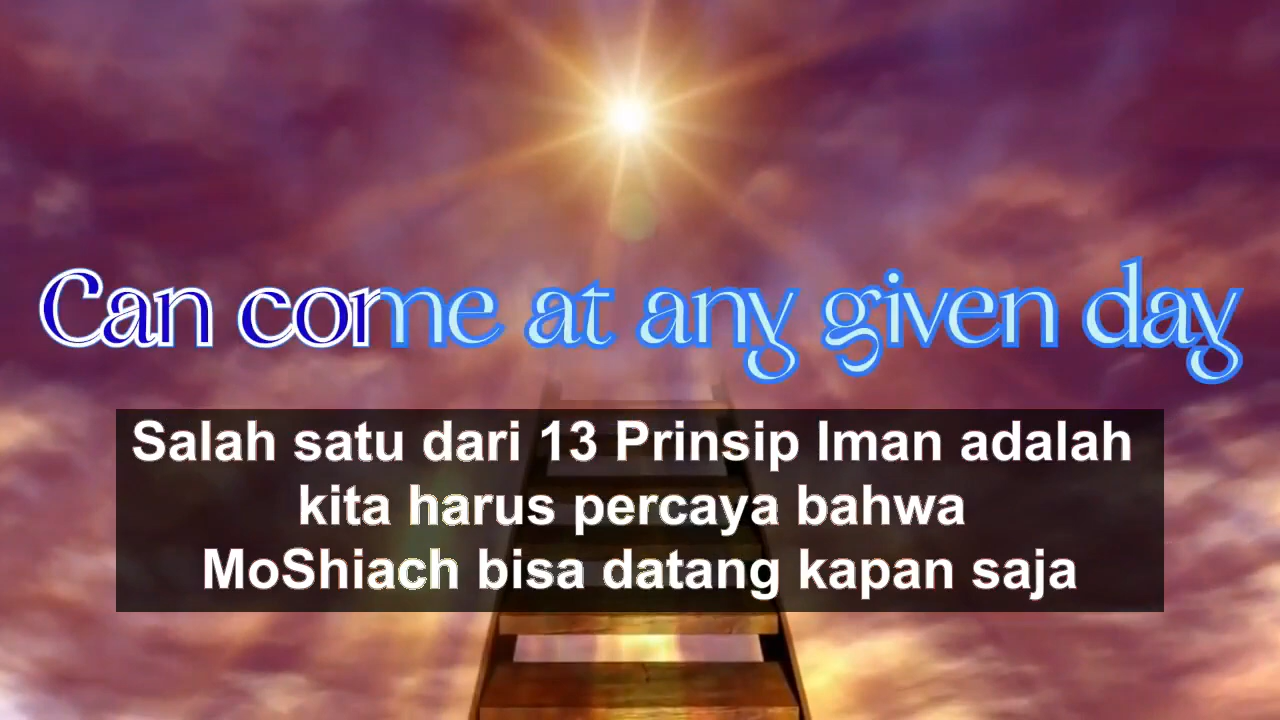 Can come at any given day
Salah satu dari 13 Prinsip Iman adalah
kita harus percaya bahwa
MoShiach bisa datang kapan saja